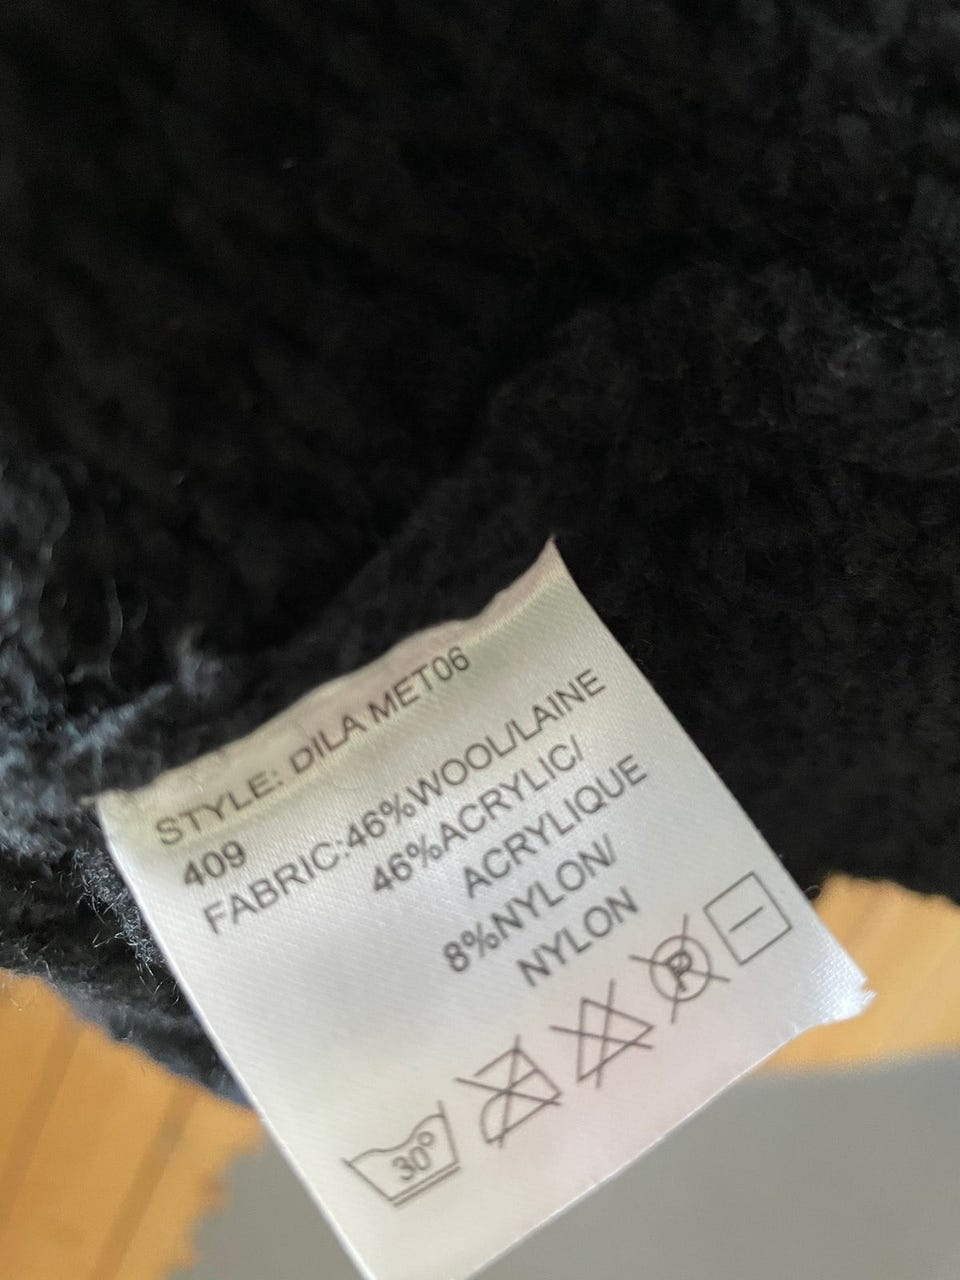 STYLE: DILA MET06
409
FABRIC:46%WOOL/LAINE
46%ACRYLIC/
ACRYLIQUE
8%NYLON/
NYLON
30°
P